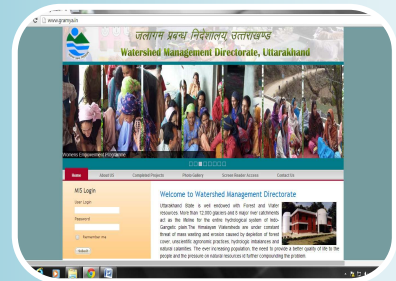 www.gramya.in
जलागम प्रबन्ध निदेशालय, उत्तराखण्ड
Watershed Management Directorate, Uttarakhand
Womens Empowerment Programme
Home About US Completed Projects Photo Gallery Screen Reader Access Contact Us
MIS Login
User Login
Password
Remember me
Submit
Welcome to Watershed Management Directorate
Uttarakhand State is well endowed with Forest and Water
resources. More than 12,000 glaciers and 8 major river catchments
act as the lifeline for the entire hydrological system of Indo-
Gangetic plain.The Himalayan Watersheds are under constant
threat of mass wasting and erosion caused by depletion of forest
cover, unscientific agronomic practices, hydrologic imbalances and
natural calamities. The ever increasing population, the need to provide a better quality of life to the
people and the pressure on natural resources id further compounding the problem